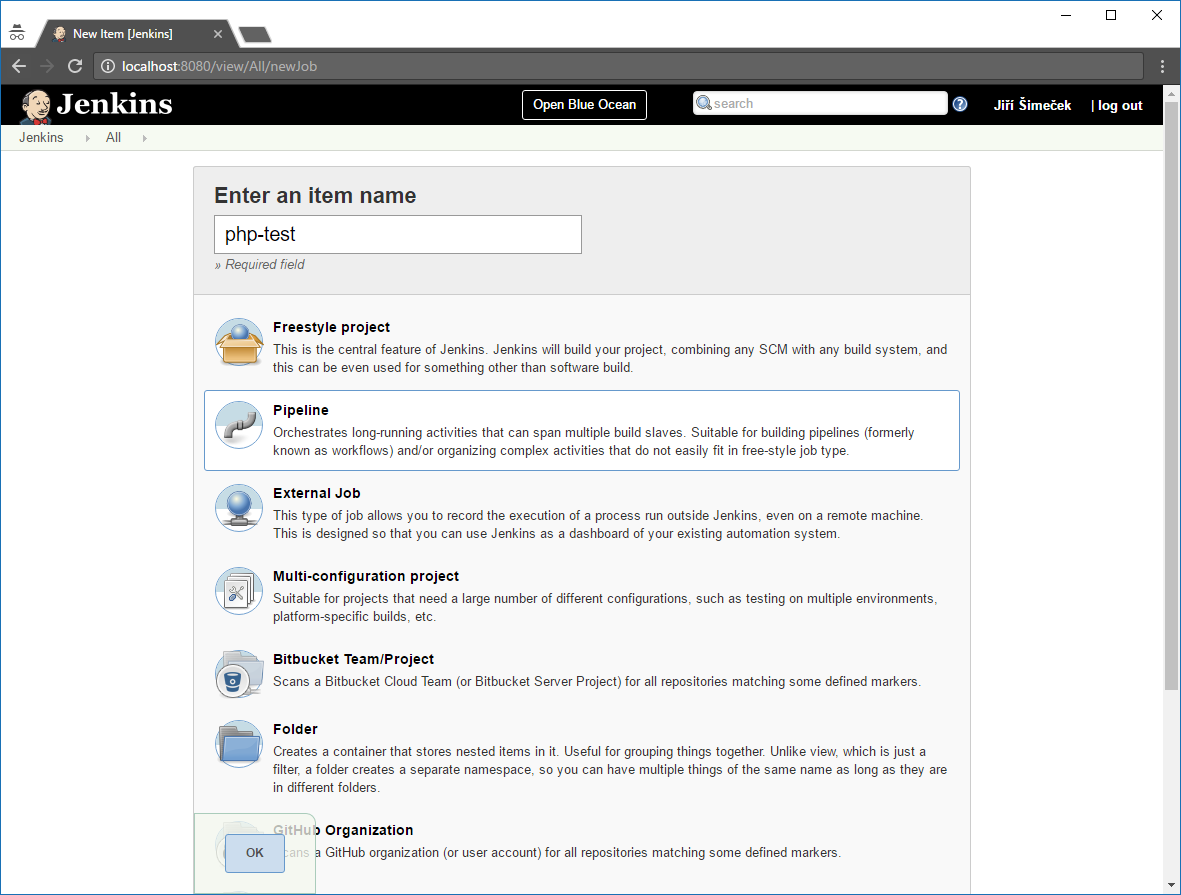 New Item [Jenkins]
localhost:8080/view/All/newJob
Jenkins
Open Blue Ocean
search
Jiří Šimeček
| log out
Jenkins
All
Enter an item name
php-test
» Required field
Freestyle project
This is the central feature of Jenkins. Jenkins will build your project, combining any SCM with any build system, and
this can be even used for something other than software build.
Pipeline
Orchestrates long-running activities that can span multiple build slaves. Suitable for building pipelines (formerly
known as workflows) and/or organizing complex activities that do not easily fit in free-style job type.
External Job
This type of job allows you to record the execution of a process run outside Jenkins, even on a remote machine.
This is designed so that you can use Jenkins as a dashboard of your existing automation system.
Multi-configuration project
Suitable for projects that need a large number of different configurations, such as testing on multiple environments,
platform-specific builds, etc.
Bitbucket Team/Project
Scans a Bitbucket Cloud Team (or Bitbucket Server Project) for all repositories matching some defined markers.
Folder
Creates a container that stores nested items in it. Useful for grouping things together. Unlike view, which is just a
filter, a folder creates a separate namespace, so you can have multiple things of the same name as long as they are
in different folders.
GitHub Organization
Scans a GitHub organization (or user account) for all repositories matching some defined markers.
OK